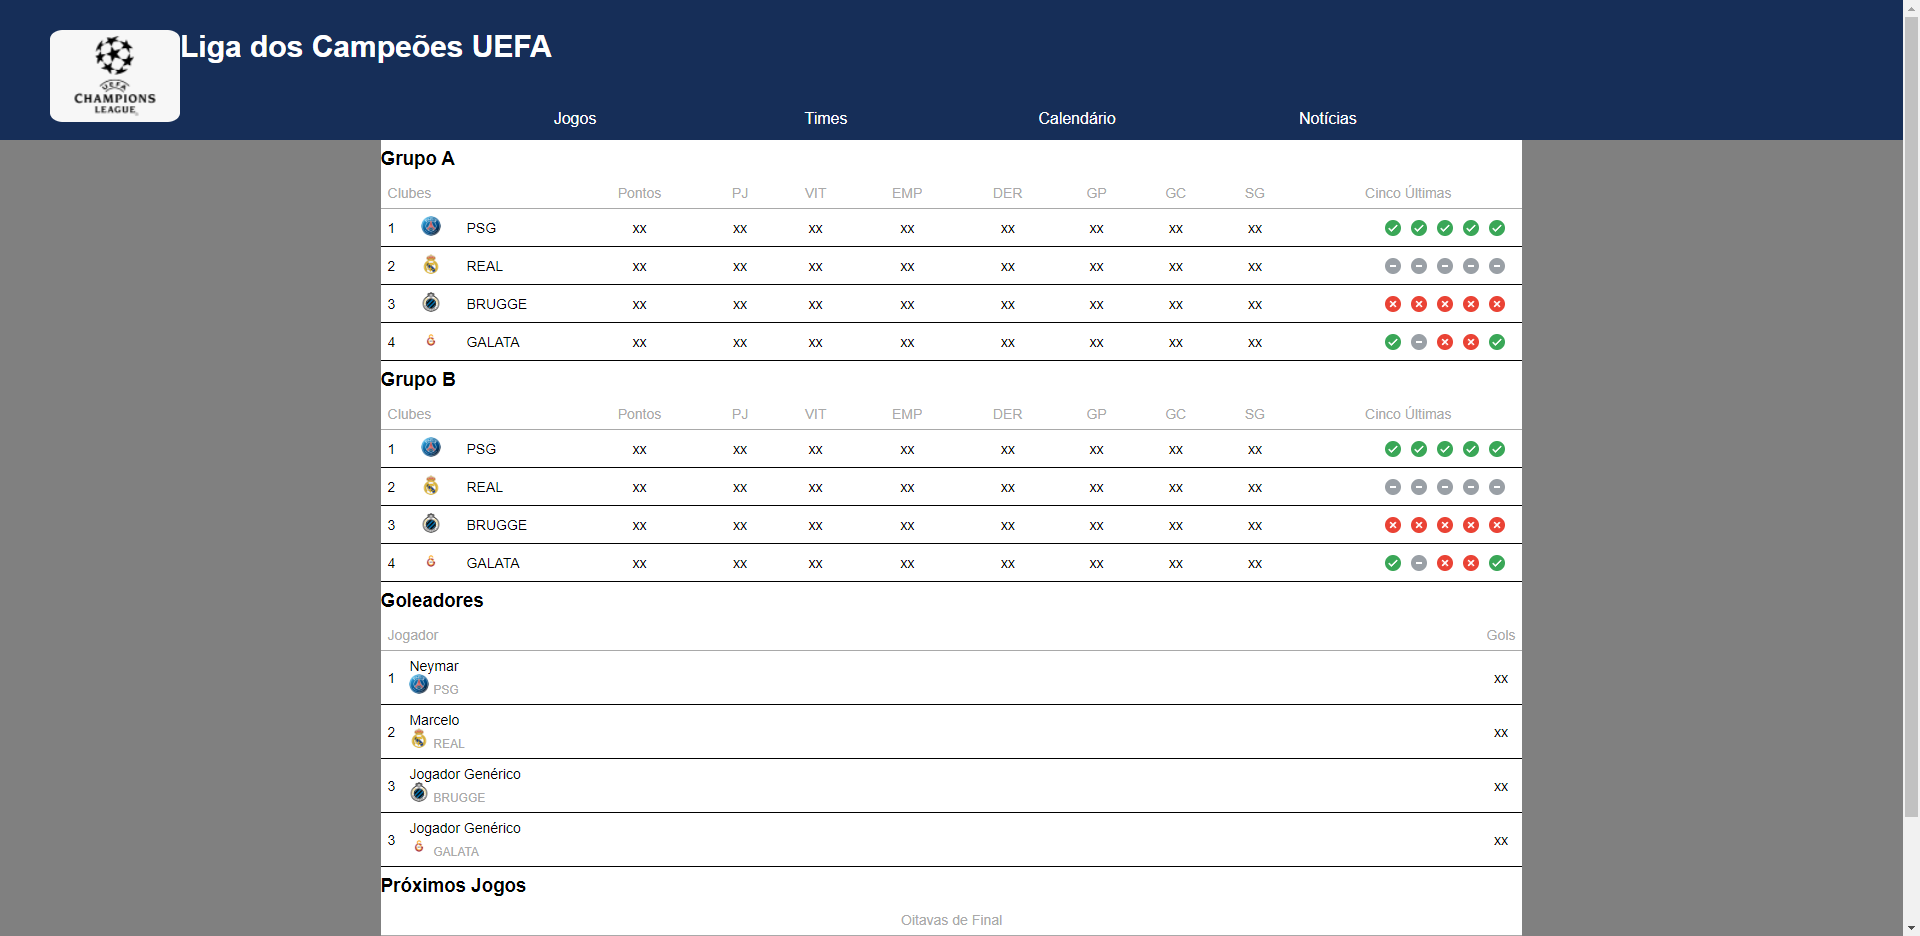 Liga dos Campeões UEFA
UEFA
CHAMPIONS
LEAGUE
Jogos Times Calendário Notícias
Grupo A
Clubes Pontos PJ VIT EMP DER GP GC SG Cinco Últimas
1 PSG xx xx xx xx xx xx xx xx
2 REAL xx xx xx xx xx xx xx xx
3 BRUGGE xx xx xx xx xx xx xx xx
4 GALATA xx xx xx xx xx xx xx xx
Grupo B
Clubes Pontos PJ VIT EMP DER GP GC SG Cinco Últimas
1 PSG xx xx xx xx xx xx xx xx
2 REAL xx xx xx xx xx xx xx xx
3 BRUGGE xx xx xx xx xx xx xx xx
4 GALATA xx xx xx xx xx xx xx xx
Goleadores
Jogador Gols
1 Neymar xx
PSG
2 Marcelo xx
REAL
3 Jogador Genérico xx
BRUGGE
3 Jogador Genérico xx
GALATA
Próximos Jogos
Oitavas de Final